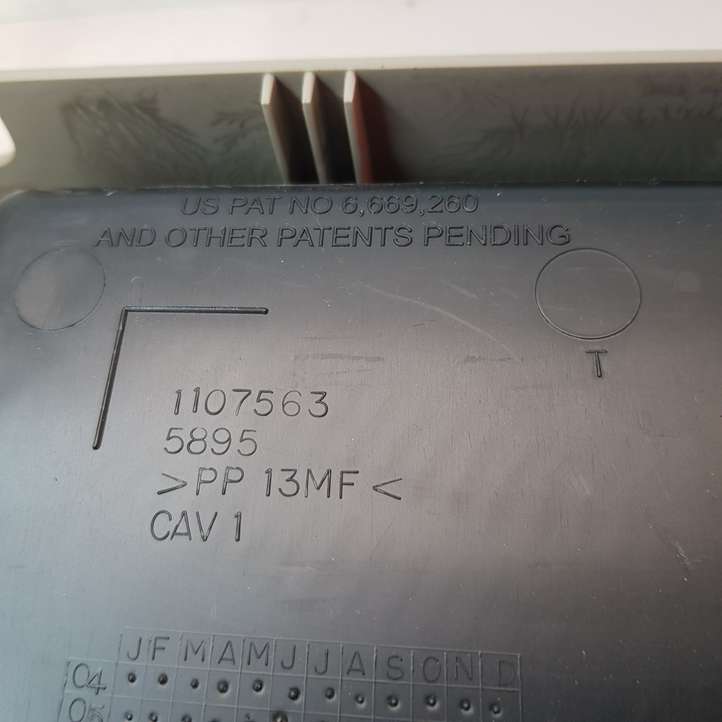 US PAT NO 6,669,260
AND OTHER PATENTS PENDING
T
1107563
5895
>PP 13MF<
CAV 1
J F M A M J J A S O N D
04